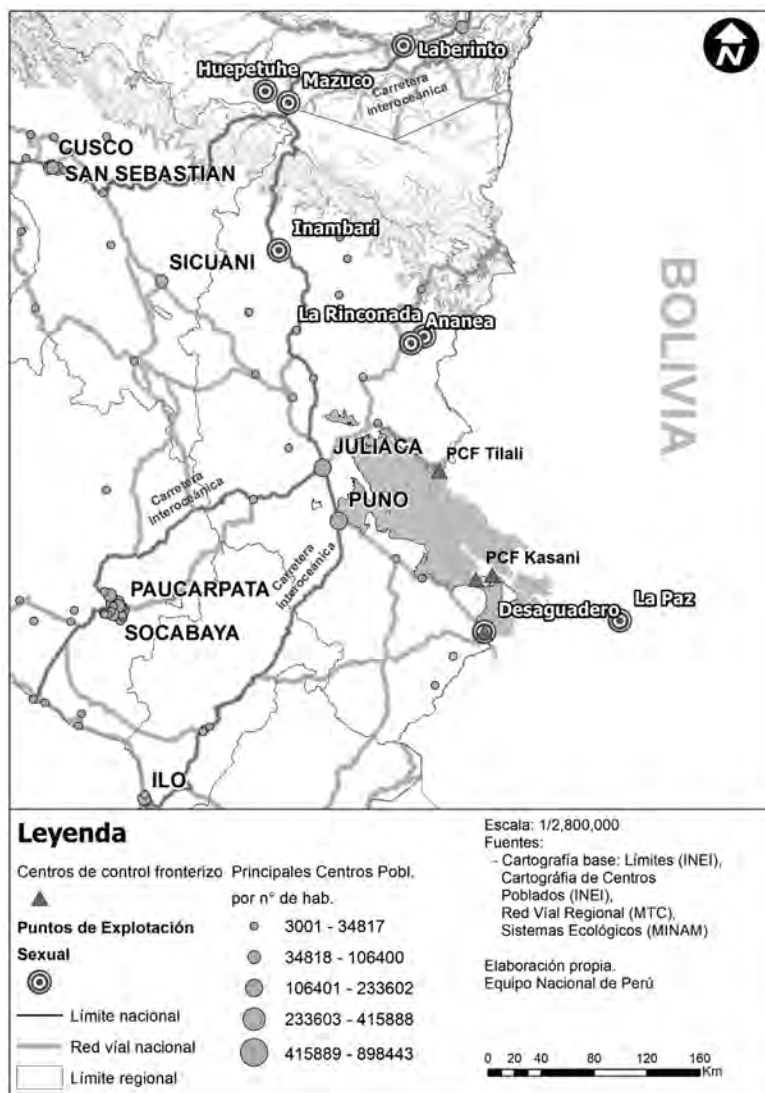 N
Laberinto
Huepetuhe
Mazuco
Carretera
interoceánica
CUSCO
SAN SEBASTIAN
Inambari
SICUANI
BOLIVIA
La Rinconada
Ananea
JULIACA
PCF Tilali
PUNO
Carretera
interoceánica
Carretera
interoceánica
PCF Kasani
PAUCARPATA
Desaguadero
La Paz
SOCABAYA
ILO
Leyenda
Centros de control fronterizo
Puntos de Explotación
Sexual
Límite nacional
Red víal nacional
Límite regional
Principales Centros Pobl.
por n° de hab.
3001 - 34817
34818 - 106400
106401 - 233602
233603 - 415888
415889 - 898443
Escala: 1/2,800,000
Fuentes:
- Cartografía base: Límites (INEI),
Cartográfia de Centros
Poblados (INEI),
Red Víal Regional (MTC),
Sistemas Ecológicos (MINAM)
Elaboración propia.
Equipo Nacional de Perú
0 10 20 40 80 120 160
Km